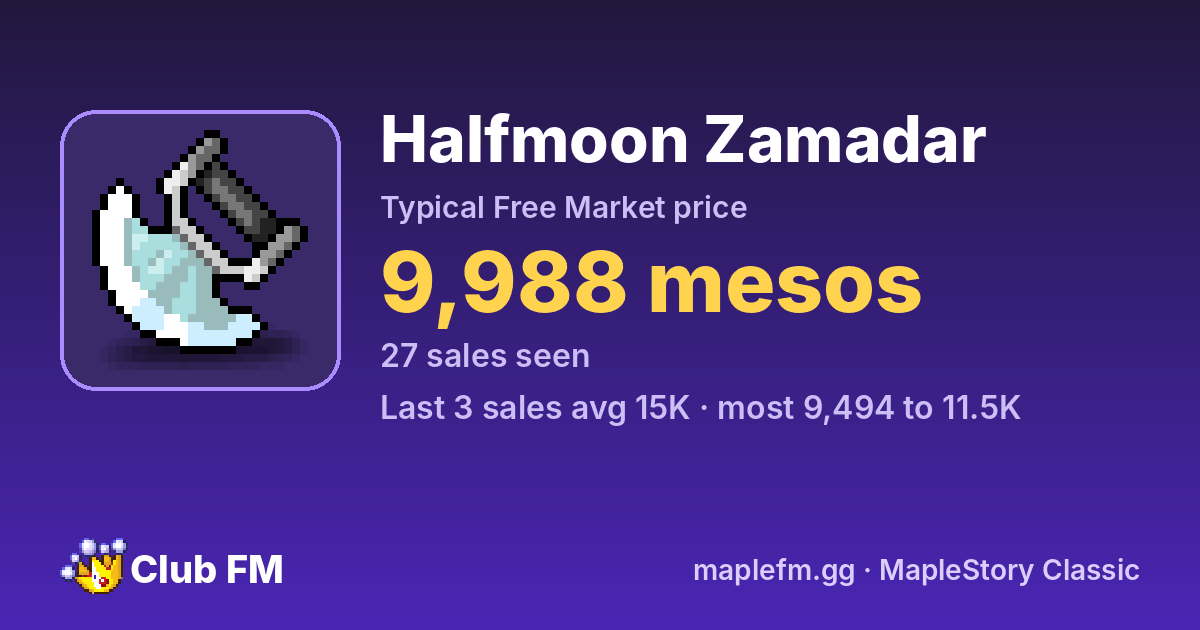 Halfmoon Zamadar
Typical Free Market price
9,988 mesos
27 sales seen
Last 3 sales avg 15K · most 9,494 to 11.5K
Club FM
maplefm.gg · MapleStory Classic